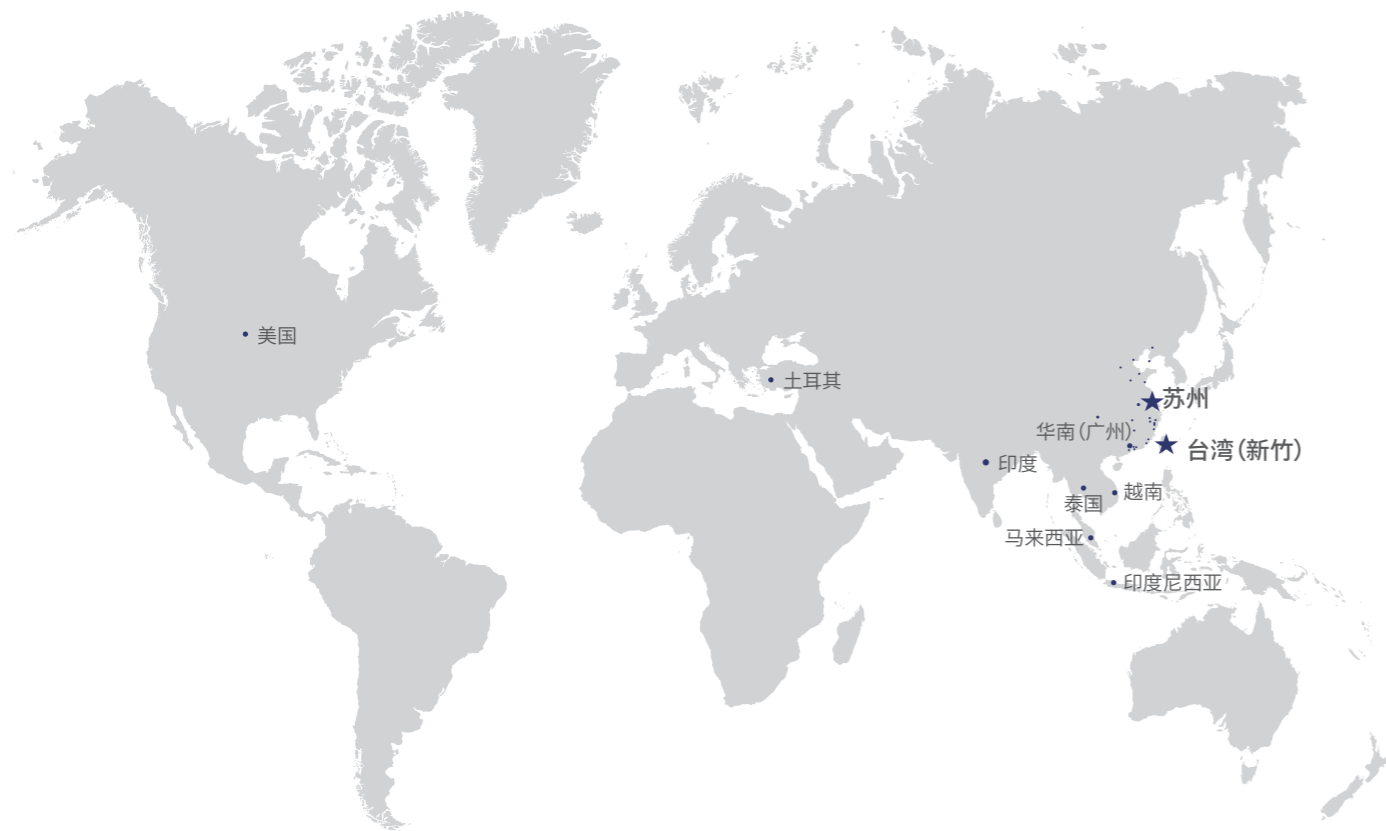 美国
土耳其
苏州
华南(广州)
台湾(新竹)
印度
泰国
越南
马来西亚
印度尼西亚